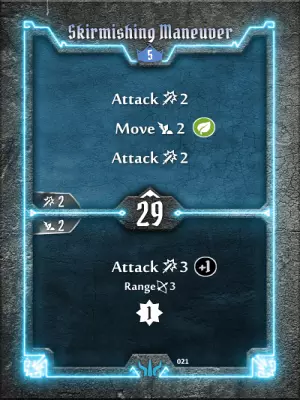 Skirmishing Maneuver
5
Attack 2
Move 2
Attack 2
2
29
2
Attack 3 +1
Range 3
1
021